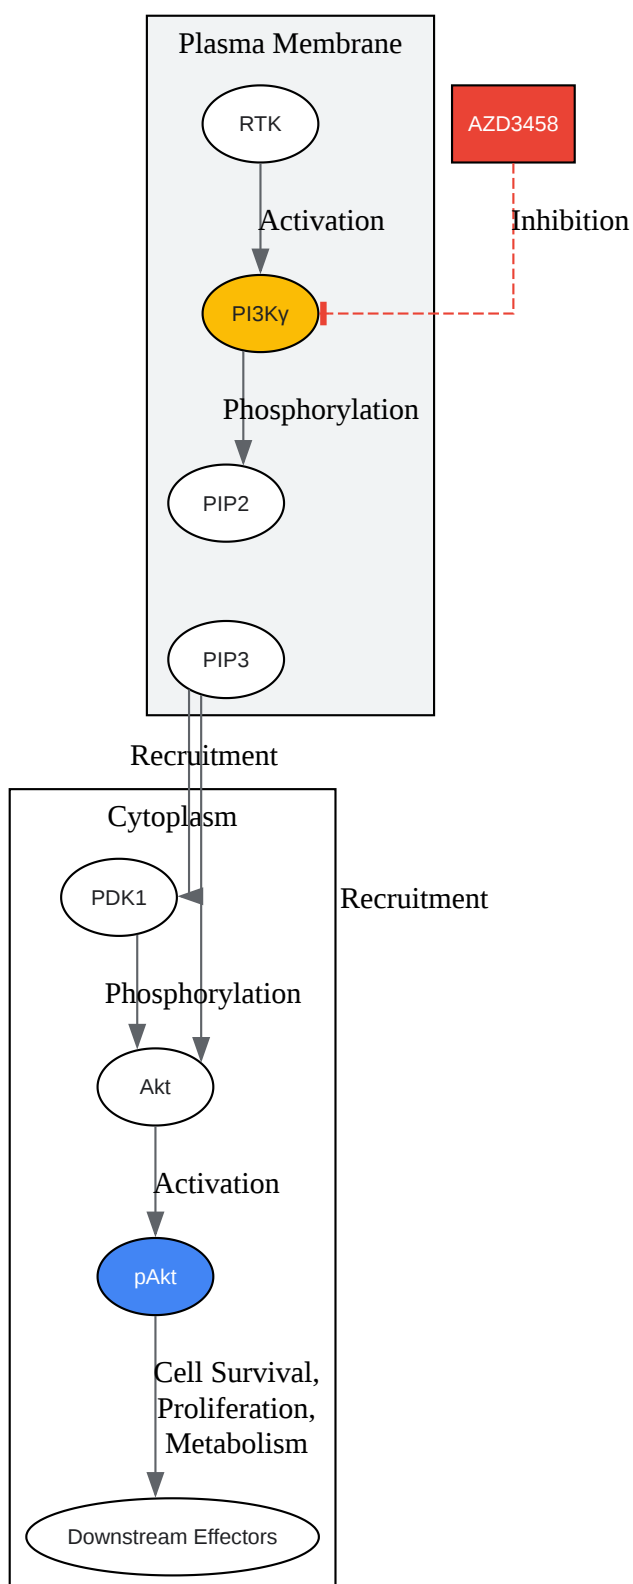 Plasma Membrane
RTK
AZD3458
Activation
Inhibition
PI3Kγ
Phosphorylation
PIP2
PIP3
Recruitment
Cytoplasm
PDK1
Recruitment
Phosphorylation
Akt
Activation
pAkt
Cell Survival,
Proliferation,
Metabolism
Downstream Effectors